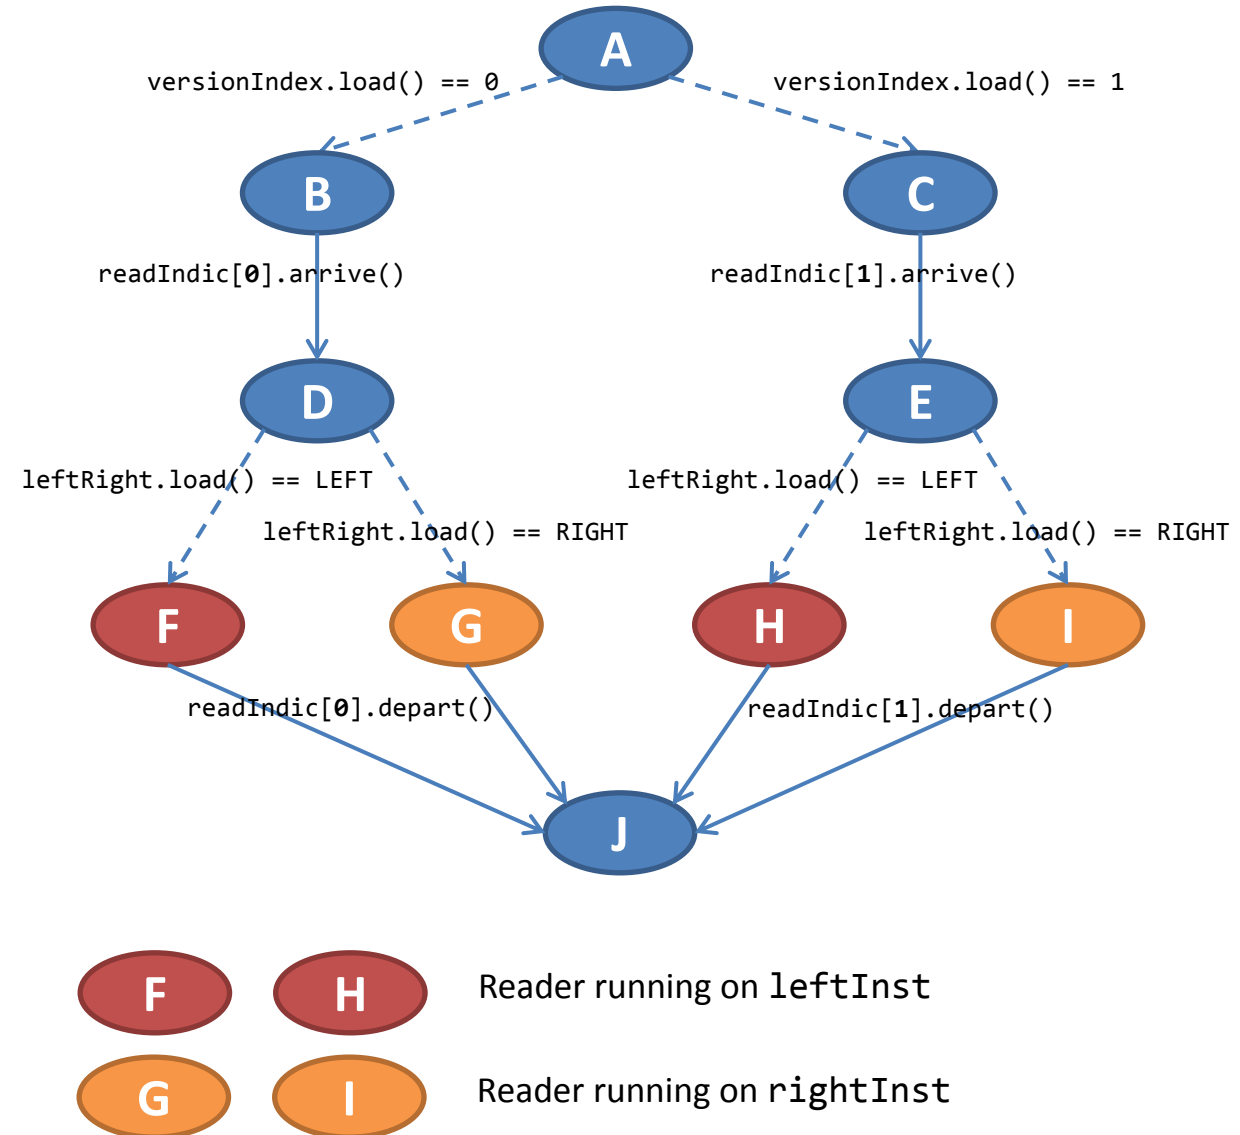 A
versionIndex.load() == 0
versionIndex.load() == 1
B
C
readIndic[0].arrive()
readIndic[1].arrive()
D
E
leftRight.load() == LEFT
leftRight.load() == LEFT
leftRight.load() == RIGHT
leftRight.load() == RIGHT
F
G
H
I
readIndic[0].depart()
readIndic[1].depart()
J
F H Reader running on leftInst
G I Reader running on rightInst